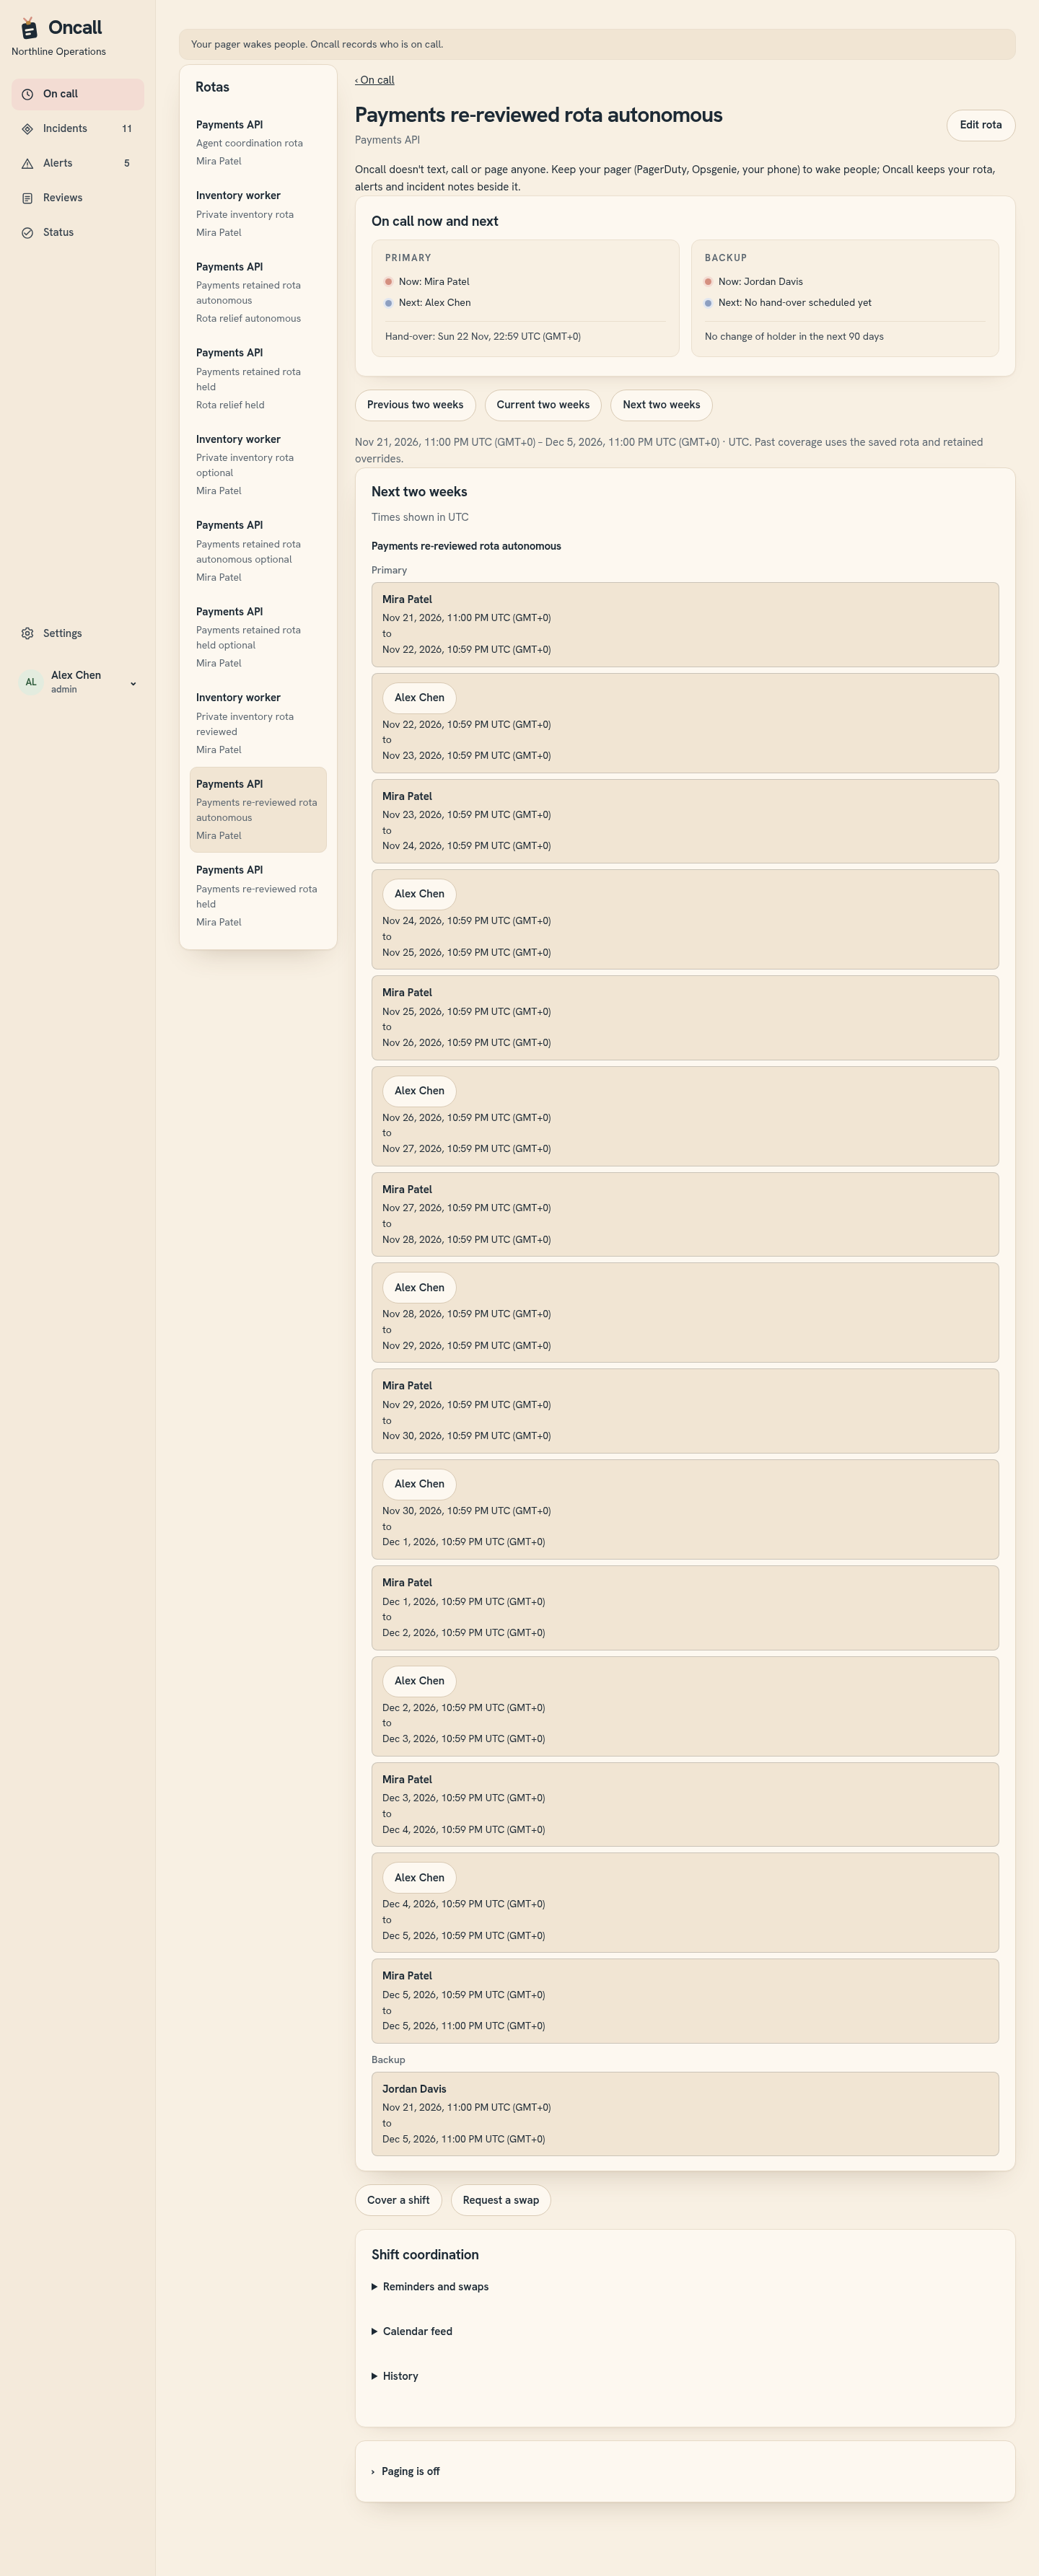 Oncall
Northline Operations
On call
Incidents 11
Alerts 5
Reviews
Status
Settings
AL
Alex Chen
admin
Your pager wakes people. Oncall records who is on call.
Rotas
Payments API
Agent coordination rota
Mira Patel
Inventory worker
Private inventory rota
Mira Patel
Payments API
Payments retained rota
autonomous
Rota relief autonomous
Payments API
Payments retained rota
held
Rota relief held
Inventory worker
Private inventory rota
optional
Mira Patel
Payments API
Payments retained rota
autonomous optional
Mira Patel
Payments API
Payments retained rota
held optional
Mira Patel
Inventory worker
Private inventory rota
reviewed
Mira Patel
Payments API
Payments re-reviewed rota
autonomous
Mira Patel
Payments API
Payments re-reviewed rota
held
Mira Patel
‹ On call
Payments re-reviewed rota autonomous
Payments API
Edit rota
Oncall doesn't text, call or page anyone. Keep your pager (PagerDuty, Opsgenie, your phone) to wake people; Oncall keeps your rota,
alerts and incident notes beside it.
On call now and next
PRIMARY
Now: Mira Patel
Next: Alex Chen
Hand-over: Sun 22 Nov, 22:59 UTC (GMT+0)
BACKUP
Now: Jordan Davis
Next: No hand-over scheduled yet
No change of holder in the next 90 days
Previous two weeks
Current two weeks
Next two weeks
Nov 21, 2026, 11:00 PM UTC (GMT+0) – Dec 5, 2026, 11:00 PM UTC (GMT+0) · UTC. Past coverage uses the saved rota and retained
overrides.
Next two weeks
Times shown in UTC
Payments re-reviewed rota autonomous
Primary
Mira Patel
Nov 21, 2026, 11:00 PM UTC (GMT+0)
to
Nov 22, 2026, 10:59 PM UTC (GMT+0)
Alex Chen
Nov 22, 2026, 10:59 PM UTC (GMT+0)
to
Nov 23, 2026, 10:59 PM UTC (GMT+0)
Mira Patel
Nov 23, 2026, 10:59 PM UTC (GMT+0)
to
Nov 24, 2026, 10:59 PM UTC (GMT+0)
Alex Chen
Nov 24, 2026, 10:59 PM UTC (GMT+0)
to
Nov 25, 2026, 10:59 PM UTC (GMT+0)
Mira Patel
Nov 25, 2026, 10:59 PM UTC (GMT+0)
to
Nov 26, 2026, 10:59 PM UTC (GMT+0)
Alex Chen
Nov 26, 2026, 10:59 PM UTC (GMT+0)
to
Nov 27, 2026, 10:59 PM UTC (GMT+0)
Mira Patel
Nov 27, 2026, 10:59 PM UTC (GMT+0)
to
Nov 28, 2026, 10:59 PM UTC (GMT+0)
Alex Chen
Nov 28, 2026, 10:59 PM UTC (GMT+0)
to
Nov 29, 2026, 10:59 PM UTC (GMT+0)
Mira Patel
Nov 29, 2026, 10:59 PM UTC (GMT+0)
to
Nov 30, 2026, 10:59 PM UTC (GMT+0)
Alex Chen
Nov 30, 2026, 10:59 PM UTC (GMT+0)
to
Dec 1, 2026, 10:59 PM UTC (GMT+0)
Mira Patel
Dec 1, 2026, 10:59 PM UTC (GMT+0)
to
Dec 2, 2026, 10:59 PM UTC (GMT+0)
Alex Chen
Dec 2, 2026, 10:59 PM UTC (GMT+0)
to
Dec 3, 2026, 10:59 PM UTC (GMT+0)
Mira Patel
Dec 3, 2026, 10:59 PM UTC (GMT+0)
to
Dec 4, 2026, 10:59 PM UTC (GMT+0)
Alex Chen
Dec 4, 2026, 10:59 PM UTC (GMT+0)
to
Dec 5, 2026, 10:59 PM UTC (GMT+0)
Mira Patel
Dec 5, 2026, 10:59 PM UTC (GMT+0)
to
Dec 5, 2026, 11:00 PM UTC (GMT+0)
Backup
Jordan Davis
Nov 21, 2026, 11:00 PM UTC (GMT+0)
to
Dec 5, 2026, 11:00 PM UTC (GMT+0)
Cover a shift
Request a swap
Shift coordination
Reminders and swaps
Calendar feed
History
› Paging is off